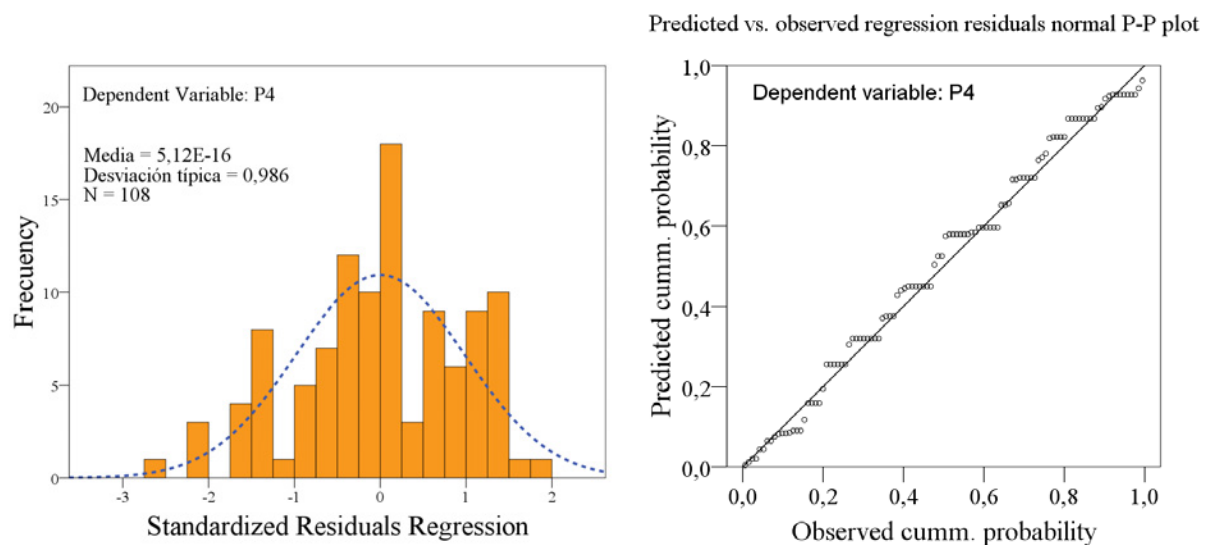 Dependent Variable: P4
Media = 5,12E-16
Desviación típica = 0,986
N = 108
Frecuency
20
15
10
5
0
-3 -2 -1 0 1 2
Standardized Residuals Regression
Predicted vs. observed regression residuals normal P-P plot
Dependent variable: P4
Predicted cumm. probability
1,0
0,8
0,6
0,4
0,2
0,0
0,0 0,2 0,4 0,6 0,8 1,0
Observed cumm. probability